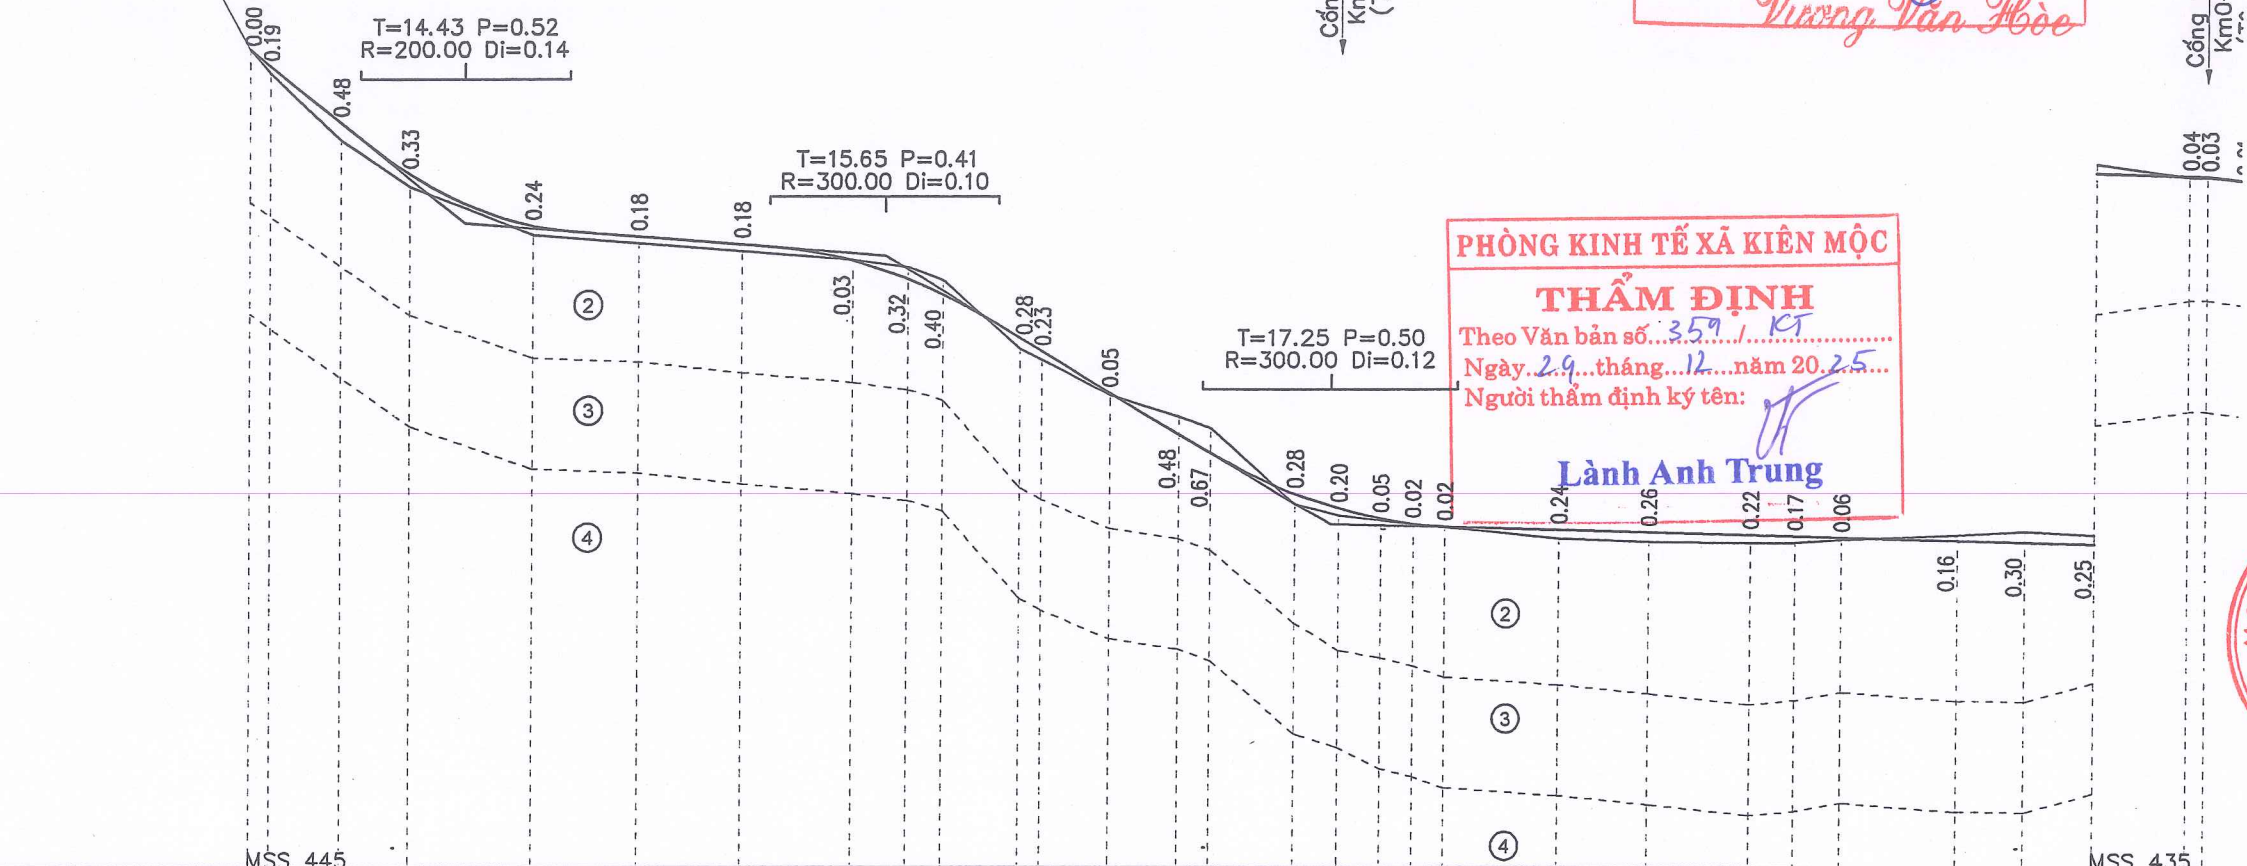 0.00
0.19
0.48
0.33
T=14.43 P=0.52
R=200.00 Di=0.14
0.24
0.18
0.18
T=15.65 P=0.41
R=300.00 Di=0.10
0.03
0.32
0.40
0.28
0.23
0.05
T=17.25 P=0.50
R=300.00 Di=0.12
0.48
0.67
0.28
0.20
0.05
0.02
0.02
0.24
0.26
0.22
0.17
0.06
0.16
0.30
0.25
Vương Văn Hòe
Cống
Km0
0.04
0.03
PHÒNG KINH TẾ XÃ KIÊN MỘC
THẨM ĐỊNH
Theo Văn bản số...359.../...KT...
Ngày..29...tháng...12...năm 20.25...
Người thẩm định ký tên:
Lành Anh Trung
2
3
4
2
3
4
MSS 445
MSS 435